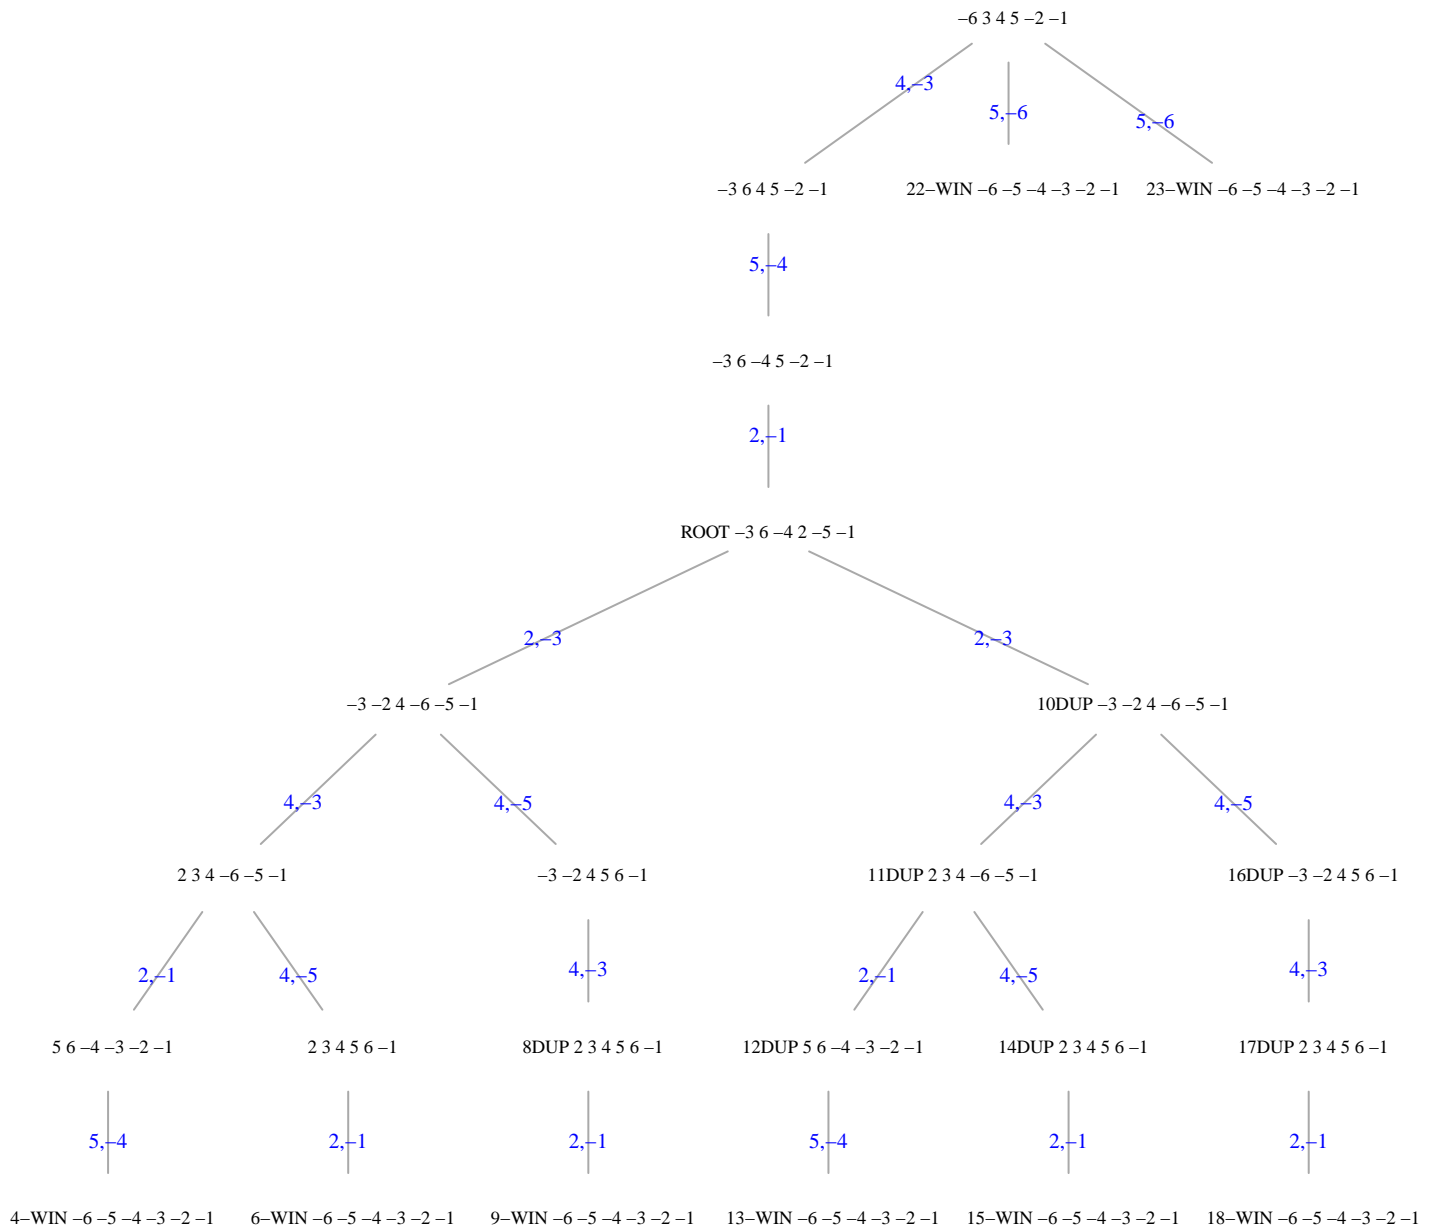 –6 3 4 5 –2 –1
4,–3
5,–6
5,–6
–3 6 4 5 –2 –1
22–WIN –6 –5 –4 –3 –2 –1
23–WIN –6 –5 –4 –3 –2 –1
5,–4
–3 6 –4 5 –2 –1
2,–1
ROOT –3 6 –4 2 –5 –1
2,–3
2,–3
–3 –2 4 –6 –5 –1
10DUP –3 –2 4 –6 –5 –1
4,–3
4,–5
4,–3
4,–5
2 3 4 –6 –5 –1
–3 –2 4 5 6 –1
11DUP 2 3 4 –6 –5 –1
16DUP –3 –2 4 5 6 –1
2,–1
4,–5
4,–3
2,–1
4,–5
4,–3
5 6 –4 –3 –2 –1
2 3 4 5 6 –1
8DUP 2 3 4 5 6 –1
12DUP 5 6 –4 –3 –2 –1
14DUP 2 3 4 5 6 –1
17DUP 2 3 4 5 6 –1
5,–4
2,–1
2,–1
5,–4
2,–1
2,–1
4–WIN –6 –5 –4 –3 –2 –1
6–WIN –6 –5 –4 –3 –2 –1
9–WIN –6 –5 –4 –3 –2 –1
13–WIN –6 –5 –4 –3 –2 –1
15–WIN –6 –5 –4 –3 –2 –1
18–WIN –6 –5 –4 –3 –2 –1